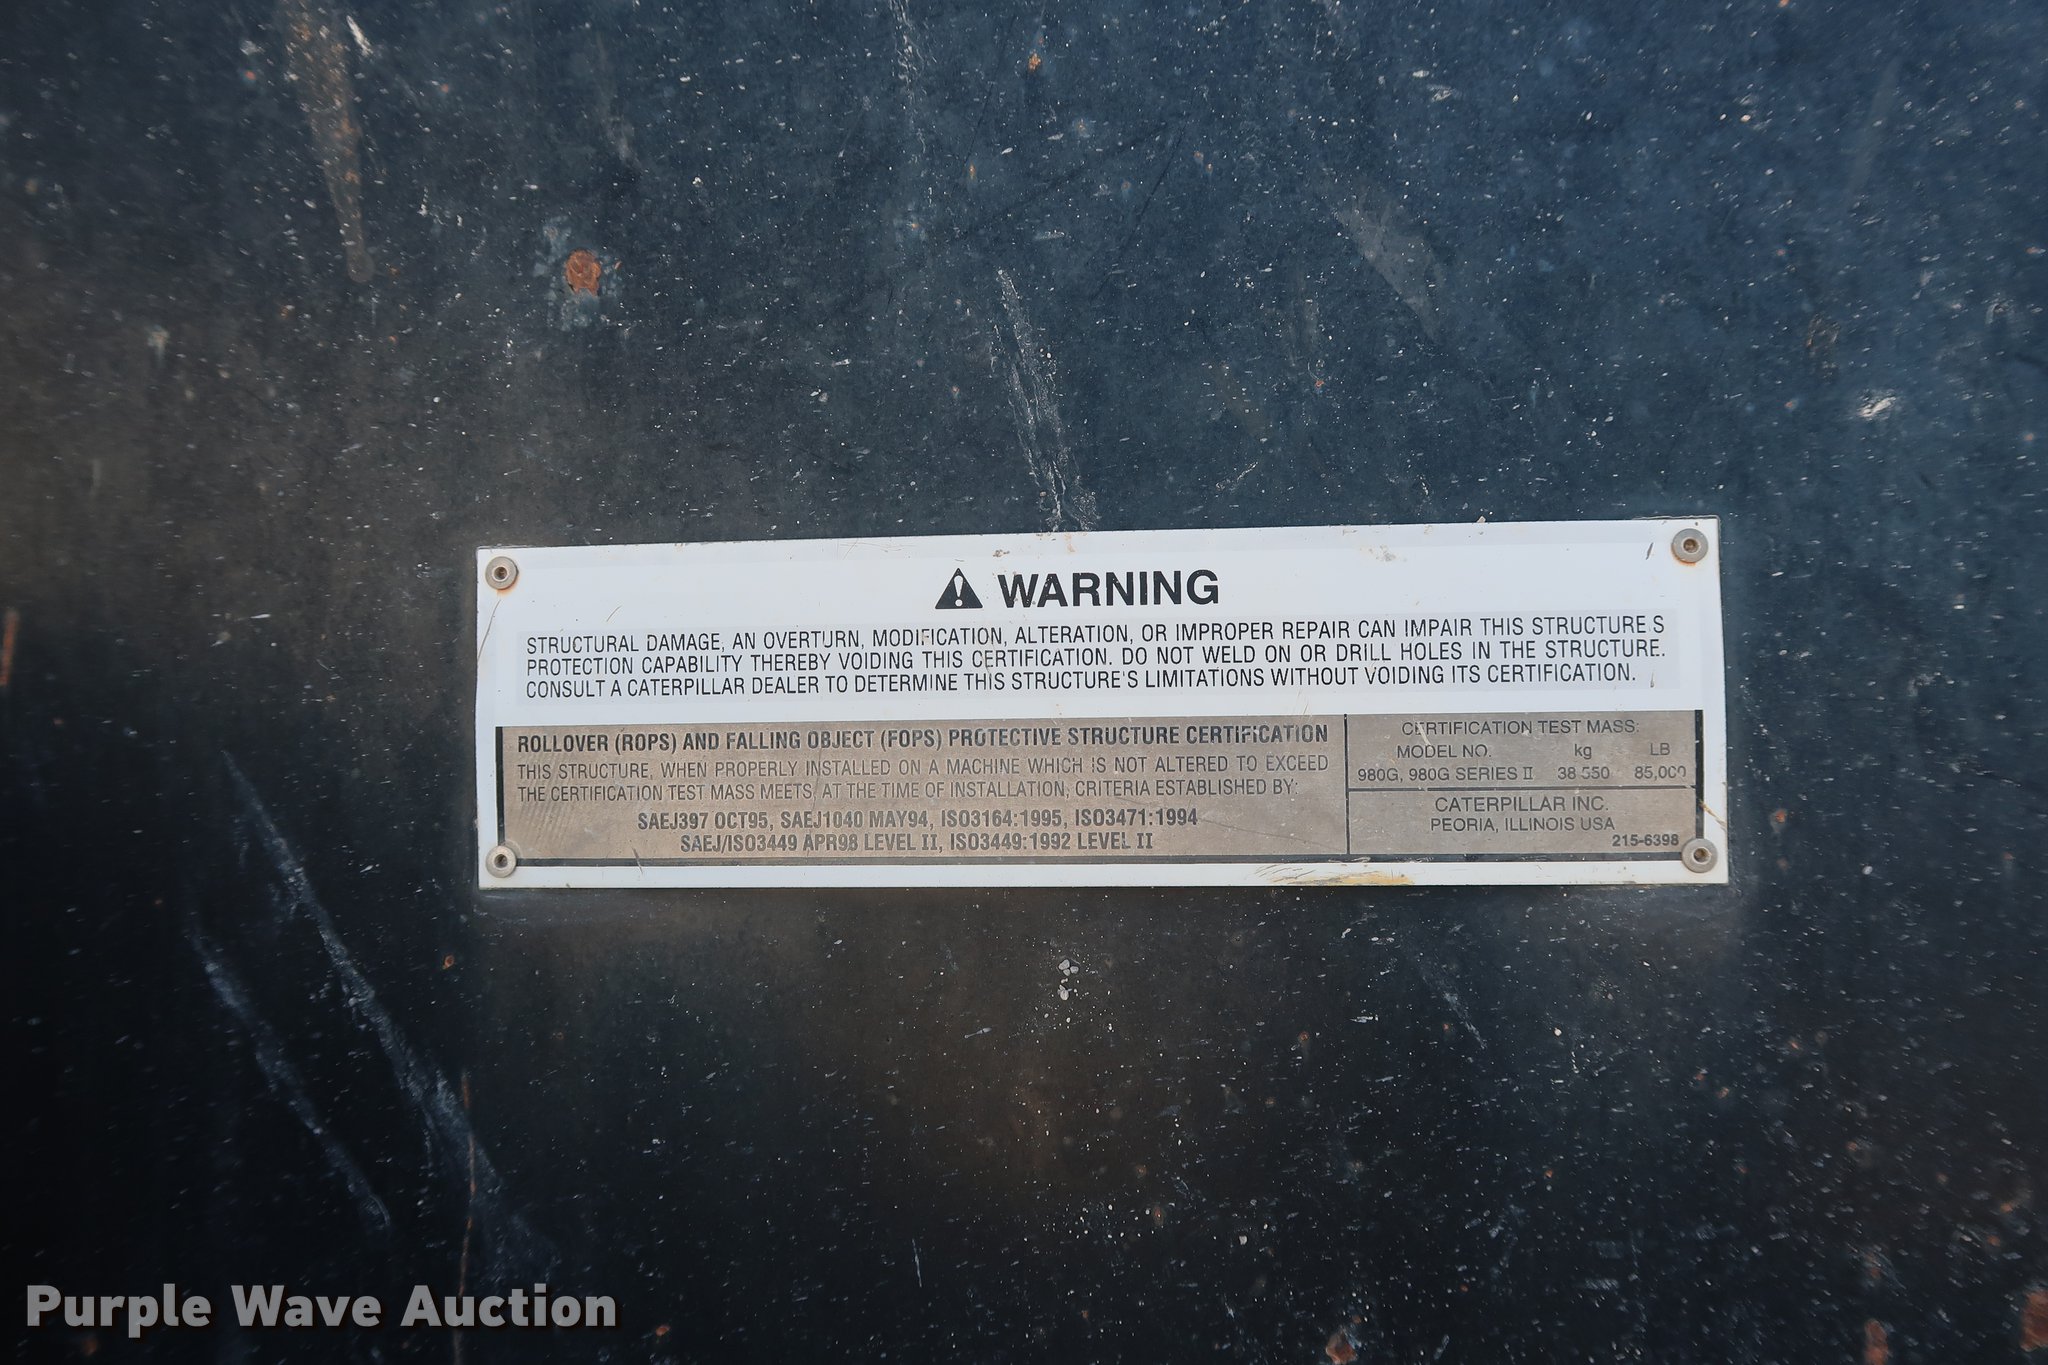 WARNING
STRUCTURAL DAMAGE, AN OVERTURN, MODIFICATION, ALTERATION, OR IMPROPER REPAIR CAN IMPAIR THIS STRUCTURE S
PROTECTION CAPABILITY THEREBY VOIDING THIS CERTIFICATION. DO NOT WELD ON OR DRILL HOLES IN THE STRUCTURE.
CONSULT A CATERPILLAR DEALER TO DETERMINE THIS STRUCTURE'S LIMITATIONS WITHOUT VOIDING ITS CERTIFICATION.
ROLLOVER (ROPS) AND FALLING OBJECT (FOPS) PROTECTIVE STRUCTURE CERTIFICATION
THIS STRUCTURE, WHEN PROPERLY INSTALLED ON A MACHINE WHICH IS NOT ALTERED TO EXCEED
THE CERTIFICATION TEST MASS MEETS, AT THE TIME OF INSTALLATION, CRITERIA ESTABLISHED BY:
SAEJ397 OCT95, SAEJ1040 MAY94, ISO3164:1995, ISO3471:1994
SAEJ/ISO3449 APR98 LEVEL II, ISO3449:1992 LEVEL II
CERTIFICATION TEST MASS:
MODEL NO. kg LB
980G, 980G SERIES II 38 550 85,000
CATERPILLAR INC.
PEORIA, ILLINOIS USA
215-6398
Purple Wave Auction